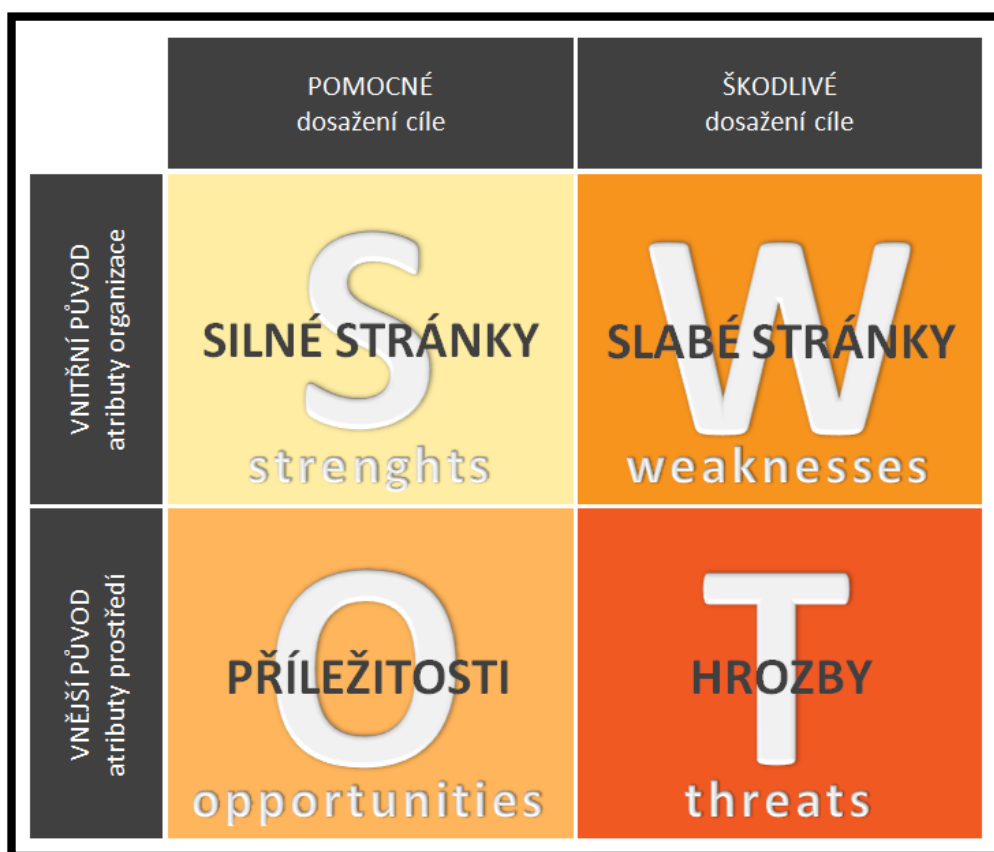 POMOCNÉ
dosažení cíle
ŠKODLIVÉ
dosažení cíle
VNITŘNÍ PŮVOD
atributy organizace
S
SILNÉ STRÁNKY
strenghts
W
SLABÉ STRÁNKY
weaknesses
VNĚJŠÍ PŮVOD
atributy prostředí
O
PŘÍLEŽITOSTI
opportunities
T
HROZBY
threats